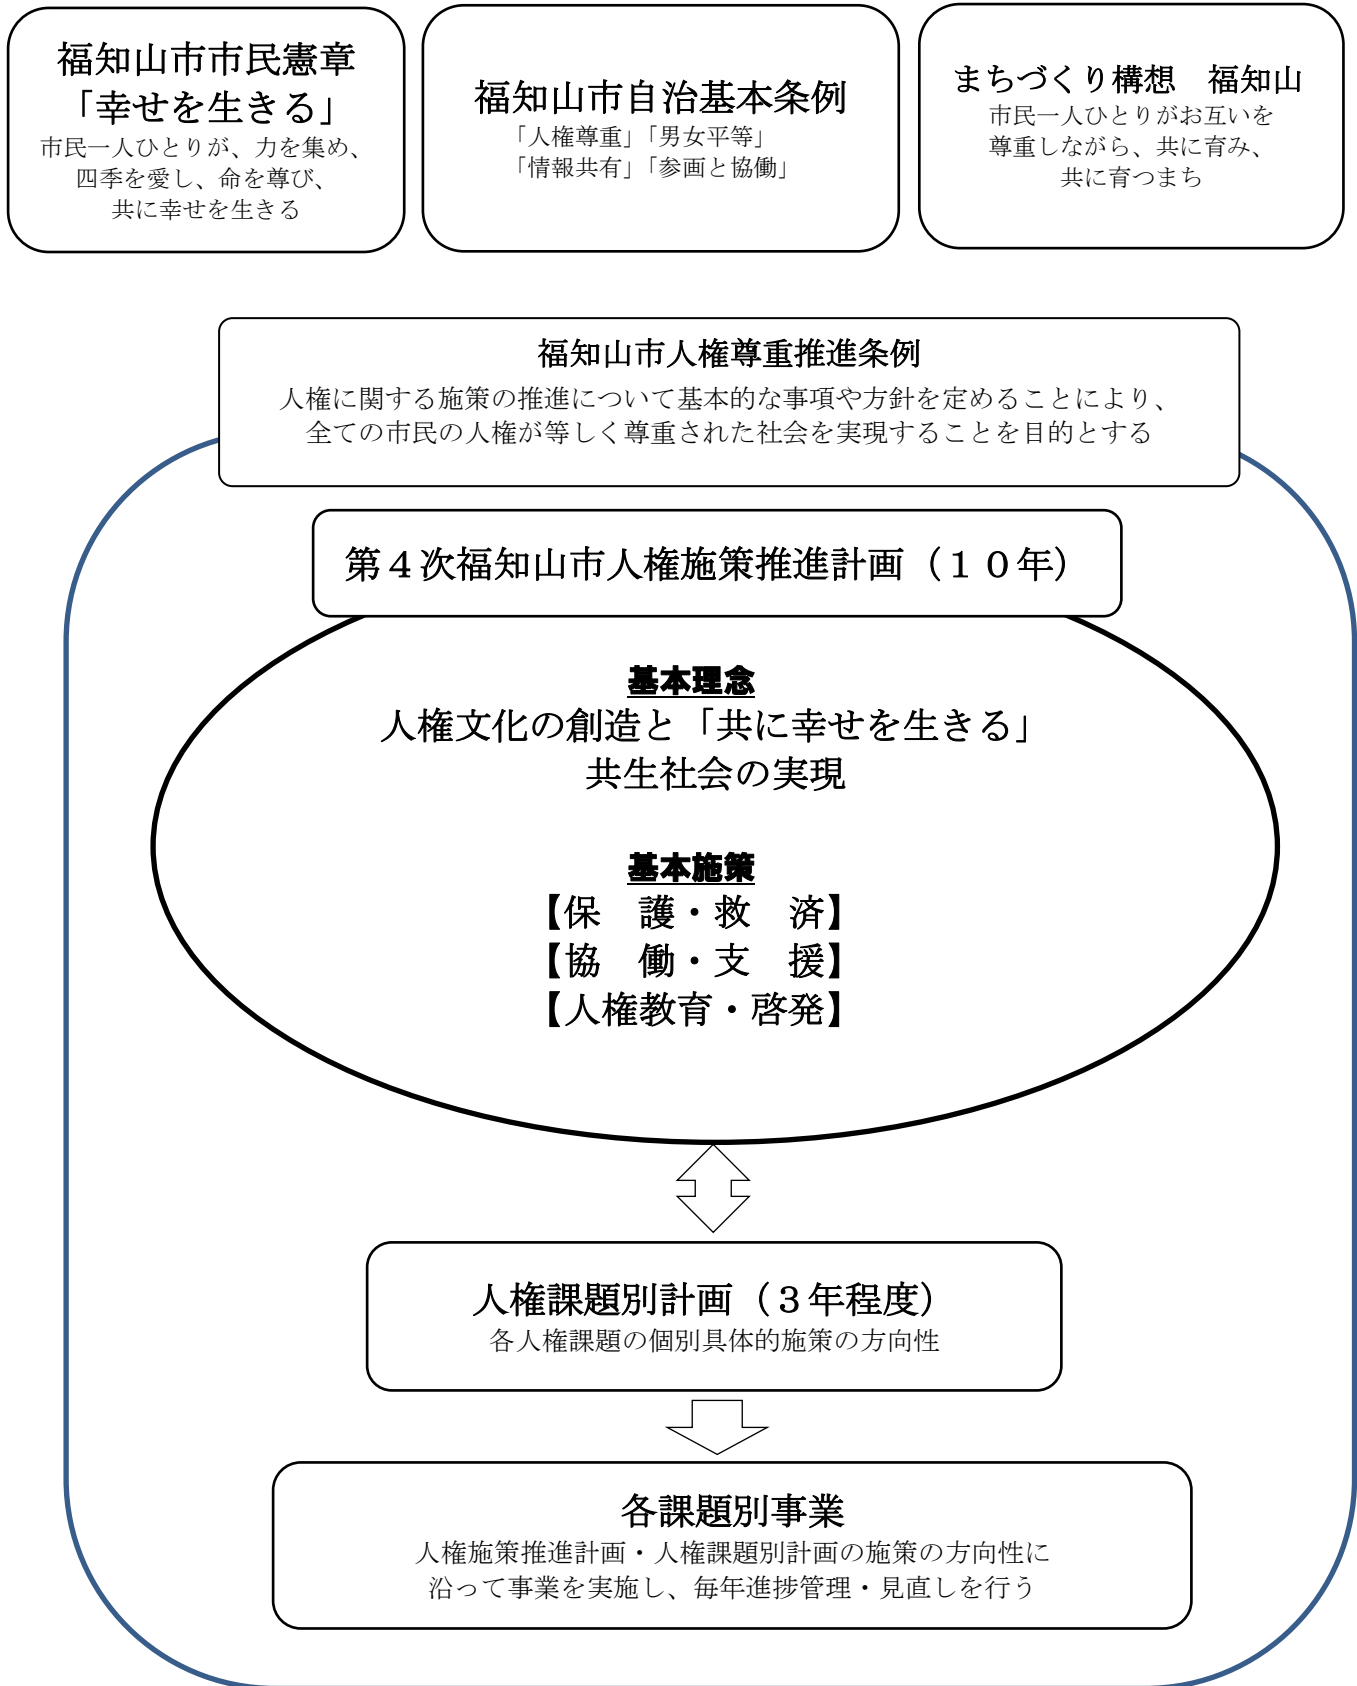 福知山市市民憲章
「幸せを生きる」
市民一人ひとりが、力を集め、
四季を愛し、命を尊び、
共に幸せを生きる
福知山市自治基本条例
「人権尊重」「男女平等」
「情報共有」「参画と協働」
まちづくり構想　福知山
市民一人ひとりがお互いを
尊重しながら、共に育み、
共に育つまち
福知山市人権尊重推進条例
人権に関する施策の推進について基本的な事項や方針を定めることにより、
全ての市民の人権が等しく尊重された社会を実現することを目的とする
第４次福知山市人権施策推進計画（１０年）
基本理念
人権文化の創造と「共に幸せを生きる」
共生社会の実現
基本施策
【保　護・救　済】
【協　働・支　援】
【人権教育・啓発】
人権課題別計画（３年程度）
各人権課題の個別具体的施策の方向性
各課題別事業
人権施策推進計画・人権課題別計画の施策の方向性に
沿って事業を実施し、毎年進捗管理・見直しを行う